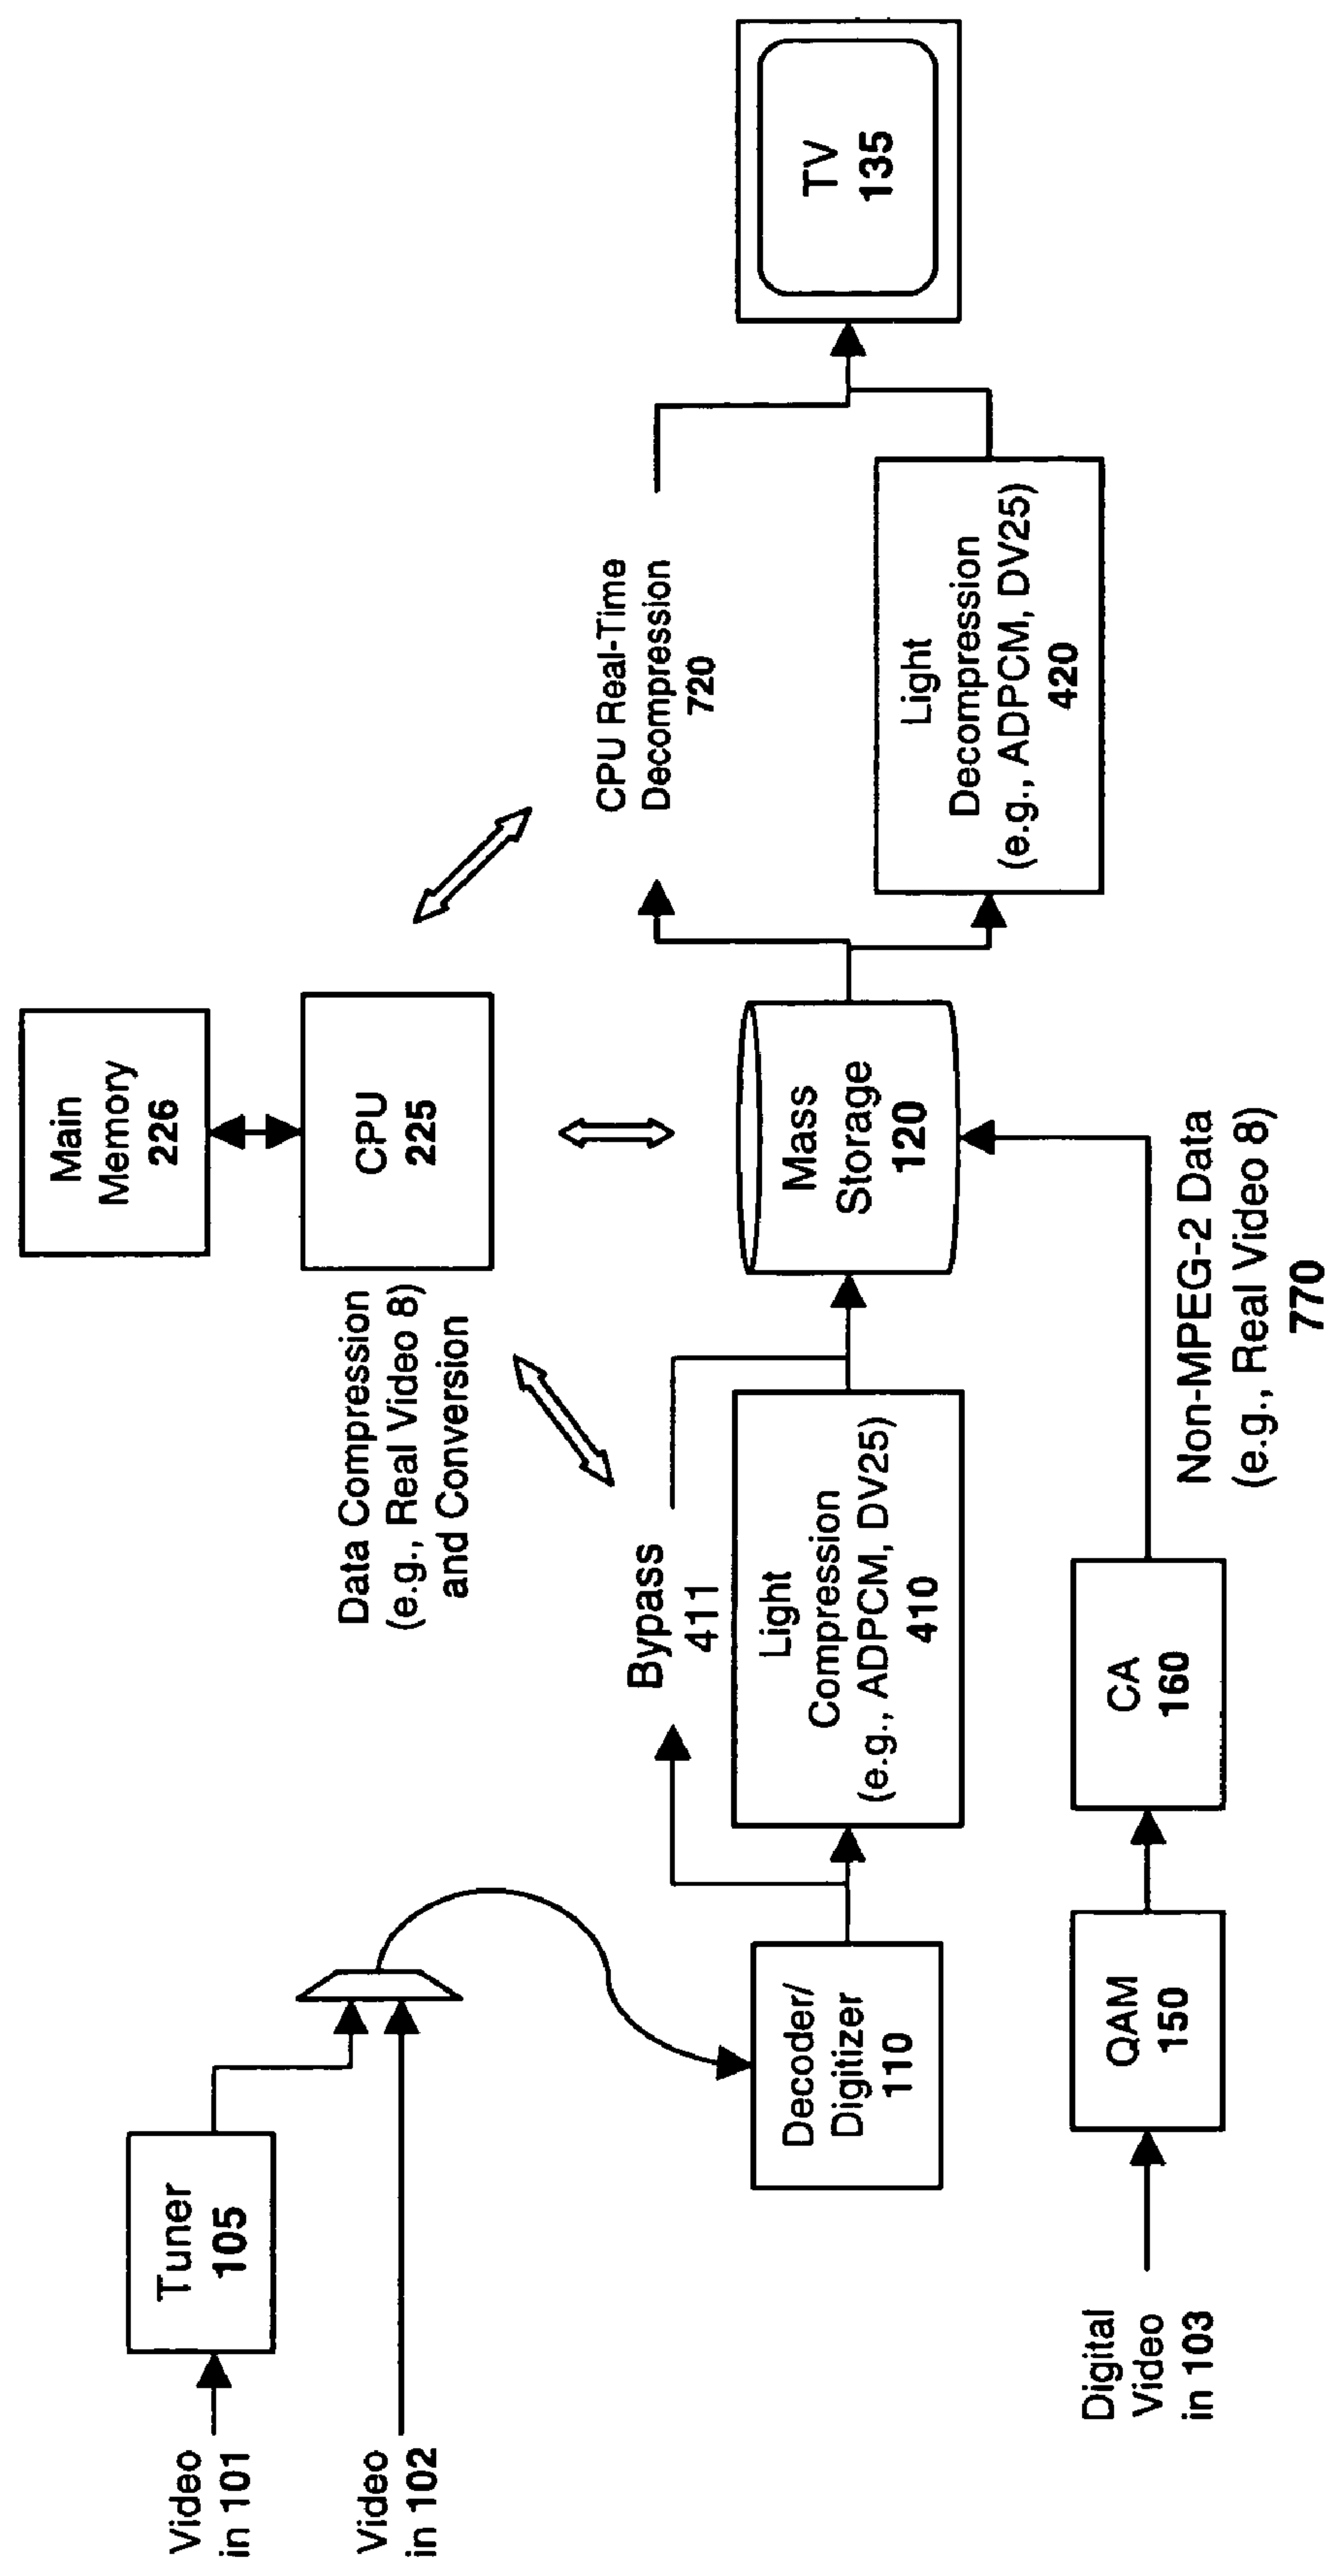 Main
Memory
226
CPU
225
Data Compression
(e.g., Real Video 8)
and Conversion
Video
in 101
Tuner
105
Video
in 102
Bypass
411
CPU Real-Time
Decompression
720
Decoder/
Digitizer
110
Light
Compression
(e.g., ADPCM, DV25)
410
Mass
Storage
120
Light
Decompression
(e.g., ADPCM, DV25)
420
TV
135
Digital
Video
in 103
QAM
150
CA
160
Non-MPEG-2 Data
(e.g., Real Video 8)
770